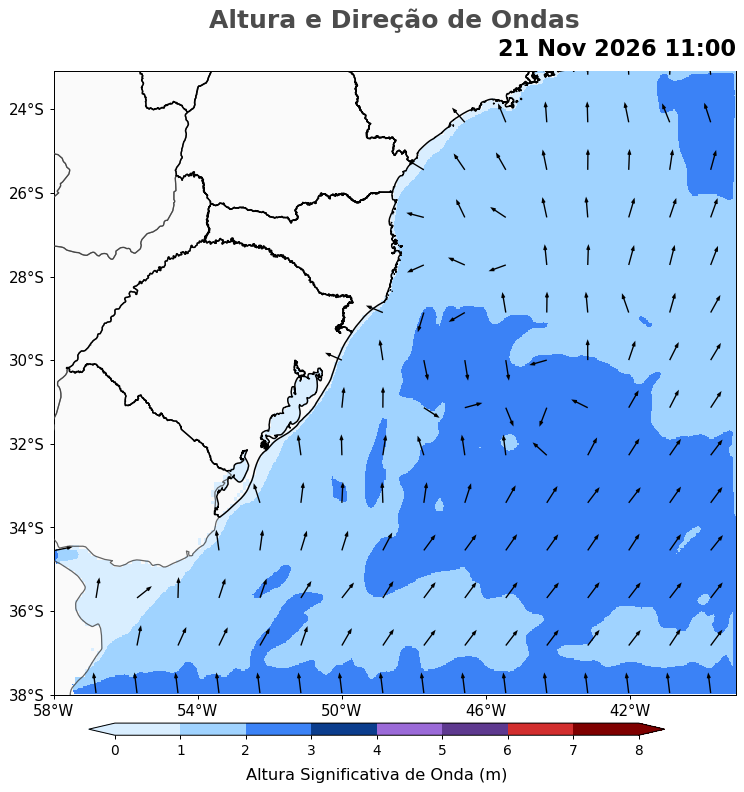 Altura e Direção de Ondas
21 Nov 2026 11:00
24°S
26°S
28°S
30°S
32°S
34°S
36°S
38°S
58°W 54°W 50°W 46°W 42°W
0 1 2 3 4 5 6 7 8
Altura Significativa de Onda (m)